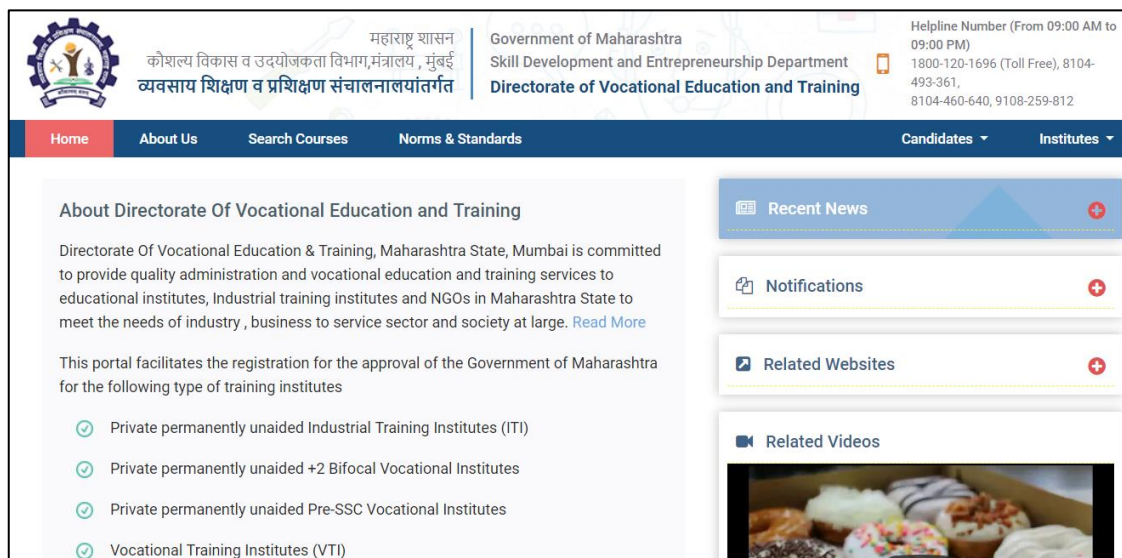 महाराष्ट्र शासन
कौशल्य विकास व उदयोजकता विभाग,मंत्रालय , मुंबई
व्यवसाय शिक्षण व प्रशिक्षण संचालनालयांतर्गत
Government of Maharashtra
Skill Development and Entrepreneurship Department
Directorate of Vocational Education and Training
Helpline Number (From 09:00 AM to
09:00 PM)
1800-120-1696 (Toll Free), 8104-
493-361,
8104-460-640, 9108-259-812
Home About Us Search Courses Norms & Standards Candidates Institutes
About Directorate Of Vocational Education and Training
Directorate Of Vocational Education & Training, Maharashtra State, Mumbai is committed
to provide quality administration and vocational education and training services to
educational institutes, Industrial training institutes and NGOs in Maharashtra State to
meet the needs of industry , business to service sector and society at large. Read More
This portal facilitates the registration for the approval of the Government of Maharashtra
for the following type of training institutes
Private permanently unaided Industrial Training Institutes (ITI)
Private permanently unaided +2 Bifocal Vocational Institutes
Private permanently unaided Pre-SSC Vocational Institutes
Vocational Training Institutes (VTI)
Recent News
Notifications
Related Websites
Related Videos